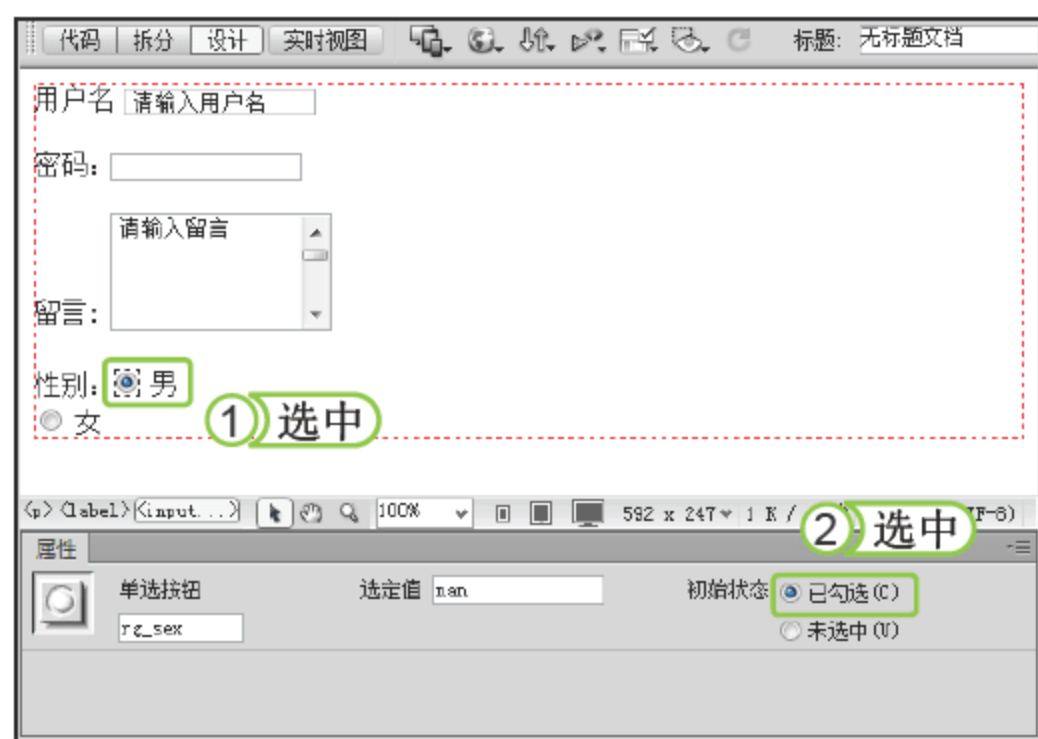 代码 拆分 设计 实时视图 标题: 无标题文档
用户名 请输入用户名
密码:
请输入留言
留言:
性别: 男
女
① 选中
<p> <label> <input...> 100% 592 x 247 1 K /
② 选中
属性
单选按钮 选定值 nan 初始状态 已勾选(C)
rg_sex 未选中(U)